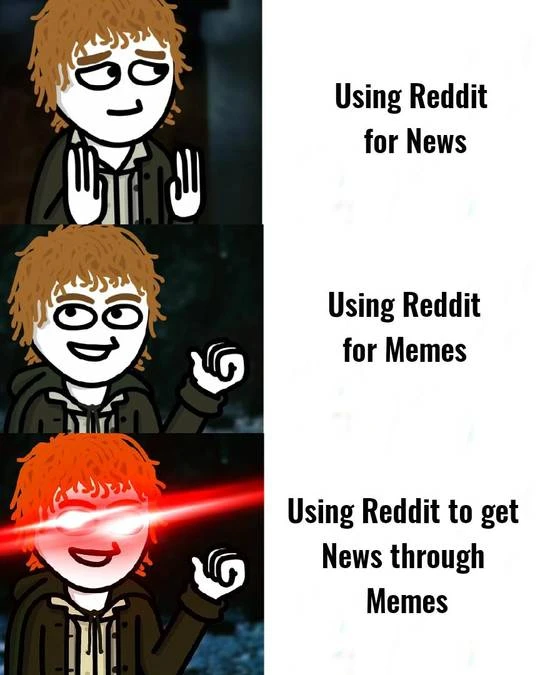 Using Reddit
for News
Using Reddit
for Memes
Using Reddit to get
News through
Memes